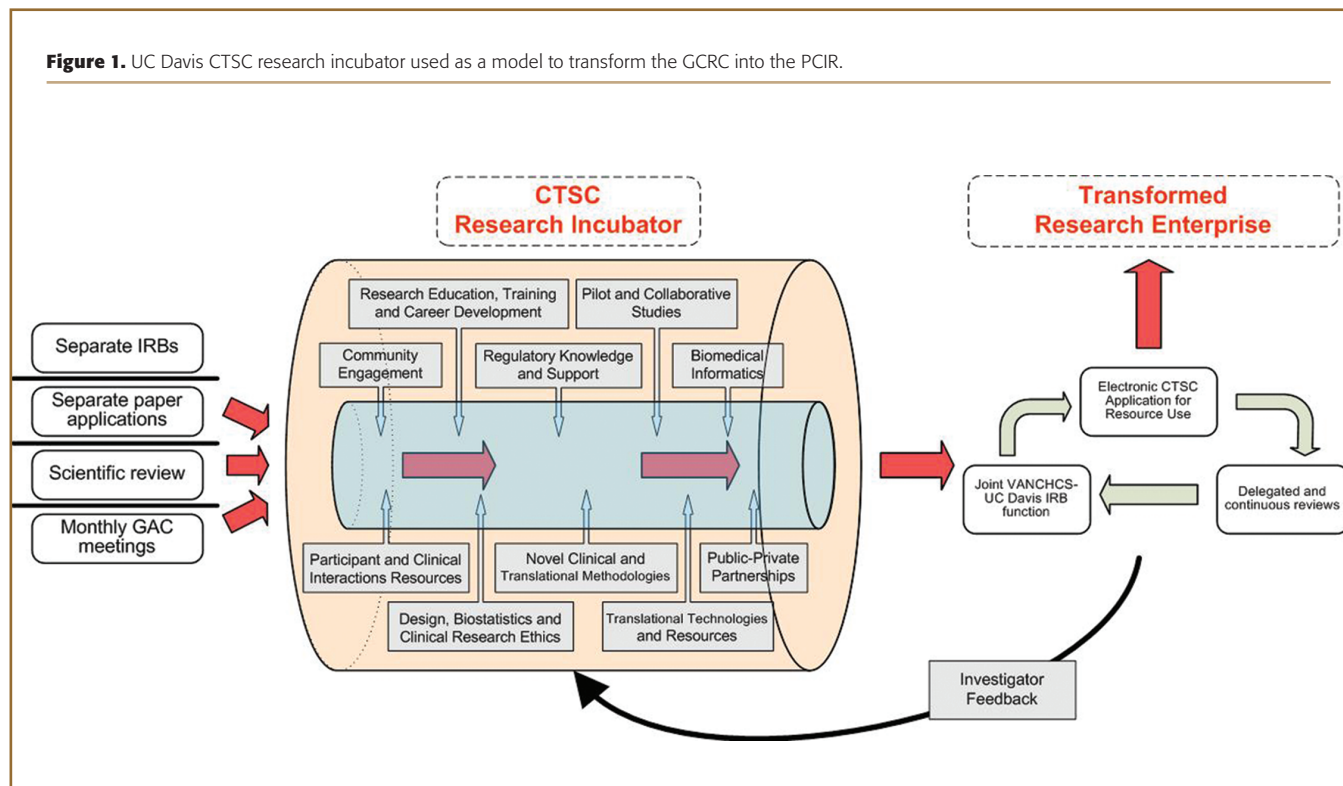 Figure 1. UC Davis CTSC research incubator used as a model to transform the GCRC into the PCIR.
CTSC
Research Incubator
Transformed
Research Enterprise
Separate IRBs
Separate paper
applications
Scientific review
Monthly GAC
meetings
Research Education, Training
and Career Development
Pilot and Collaborative
Studies
Community
Engagement
Regulatory Knowledge
and Support
Biomedical
Informatics
Participant and Clinical
Interactions Resources
Novel Clinical and
Translational Methodologies
Public-Private
Partnerships
Design, Biostatistics and
Clinical Research Ethics
Translational Technologies
and Resources
Electronic CTSC
Application for
Resource Use
Joint VANCHCS-
UC Davis IRB
function
Delegated and
continuous reviews
Investigator
Feedback